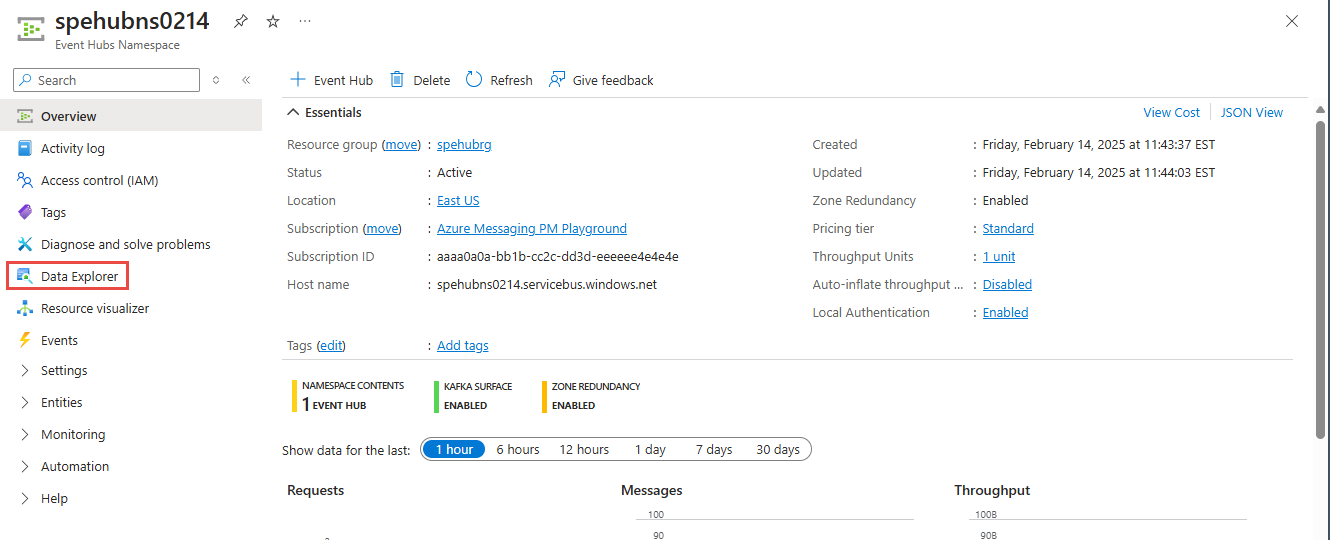 spehubns0214
Event Hubs Namespace
Search
Overview
Activity log
Access control (IAM)
Tags
Diagnose and solve problems
Data Explorer
Resource visualizer
Events
Settings
Entities
Monitoring
Automation
Help
Event Hub Delete Refresh Give feedback
Essentials View Cost JSON View
Resource group (move) : spehubrg
Status : Active
Location : East US
Subscription (move) : Azure Messaging PM Playground
Subscription ID : aaaa0a0a-bb1b-cc2c-dd3d-eeeeee4e4e4e
Host name : spehubns0214.servicebus.windows.net
Created : Friday, February 14, 2025 at 11:43:37 EST
Updated : Friday, February 14, 2025 at 11:44:03 EST
Zone Redundancy : Enabled
Pricing tier : Standard
Throughput Units : 1 unit
Auto-inflate throughput ... : Disabled
Local Authentication : Enabled
Tags (edit) : Add tags
NAMESPACE CONTENTS
1 EVENT HUB
KAFKA SURFACE
ENABLED
ZONE REDUNDANCY
ENABLED
Show data for the last: 1 hour 6 hours 12 hours 1 day 7 days 30 days
Requests
Messages
100
90
Throughput
100B
90B